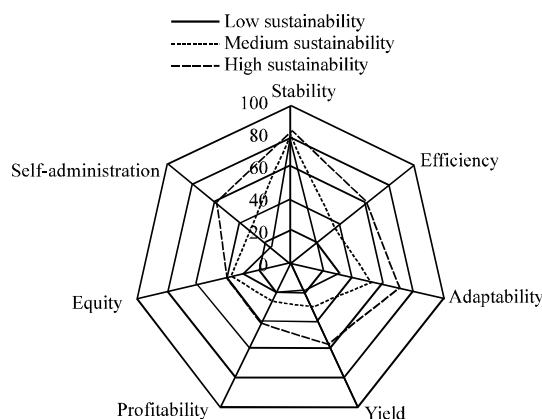 Low sustainability
Medium sustainability
High sustainability
Stability
100
80
60
40
20
0
Efficiency
Self-administration
Adaptability
Equity
Profitability
Yield